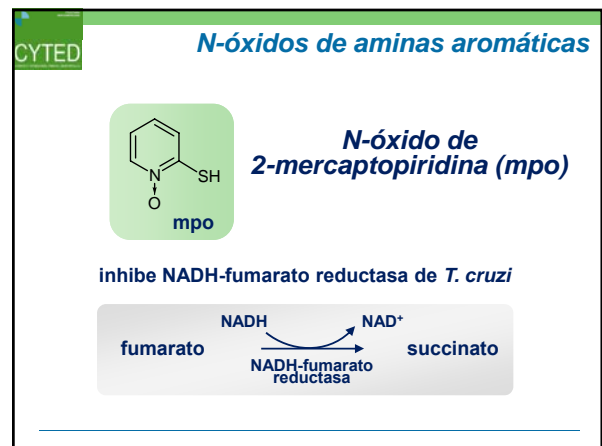 CYTED
N-óxidos de aminas aromáticas
N
SH
O
mpo
N-óxido de
2-mercaptopiridina (mpo)
inhibe NADH-fumarato reductasa de T. cruzi
NADH NAD⁺
fumarato succinato
NADH-fumarato
reductasa